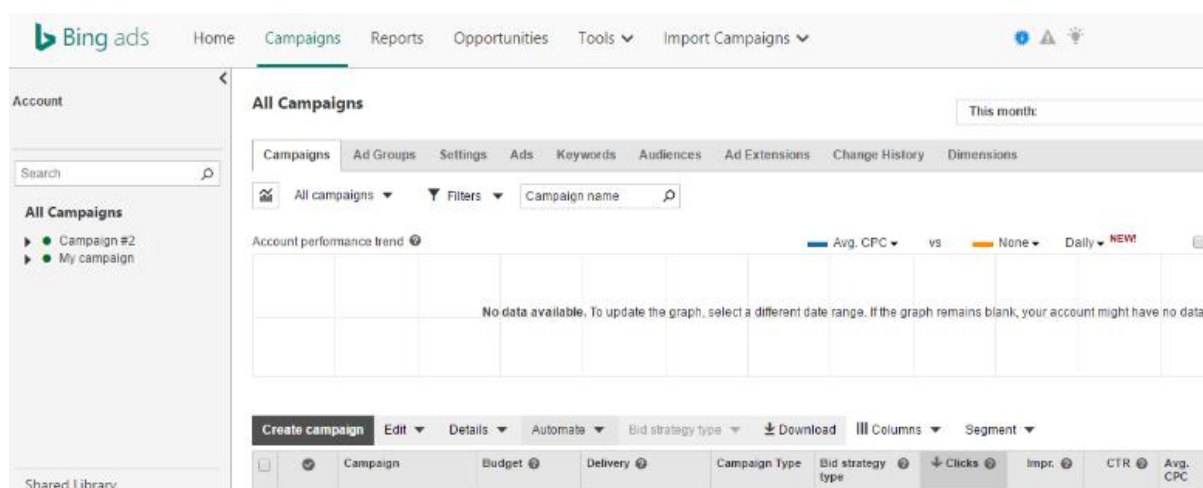 Bing ads Home Campaigns Reports Opportunities Tools Import Campaigns
Account
All Campaigns
This month:
Campaigns Ad Groups Settings Ads Keywords Audiences Ad Extensions Change History Dimensions
Search
All campaigns Filters Campaign name
All Campaigns
Campaign #2
My campaign
Account performance trend Avg. CPC vs None Daily NEW!
No data available. To update the graph, select a different date range. If the graph remains blank, your account might have no data
Create campaign Edit Details Automate Bid strategy type Download Columns Segment
Campaign Budget Delivery Campaign Type Bid strategy type Clicks Impr. CTR Avg. CPC
Shared Library